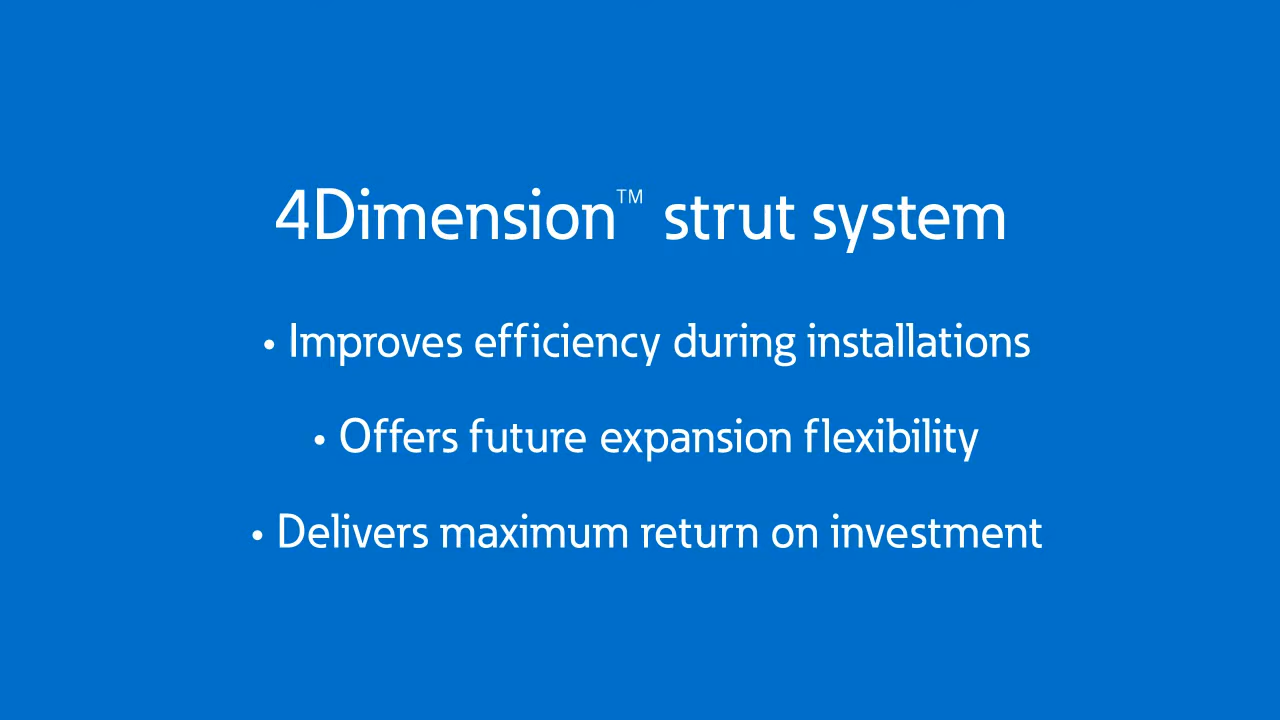 4Dimension™ strut system
• Improves efficiency during installations
• Offers future expansion flexibility
• Delivers maximum return on investment